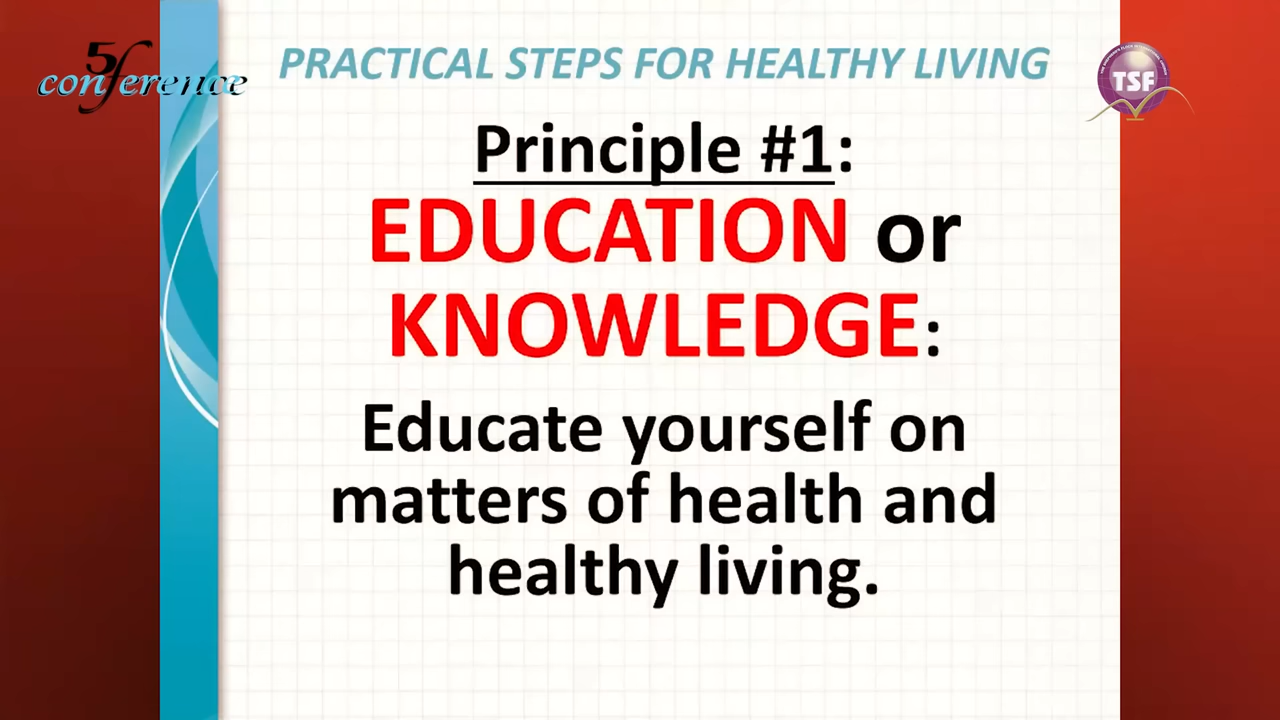 5f
conference
PRACTICAL STEPS FOR HEALTHY LIVING
TSF
Principle #1:
EDUCATION or
KNOWLEDGE:
Educate yourself on
matters of health and
healthy living.